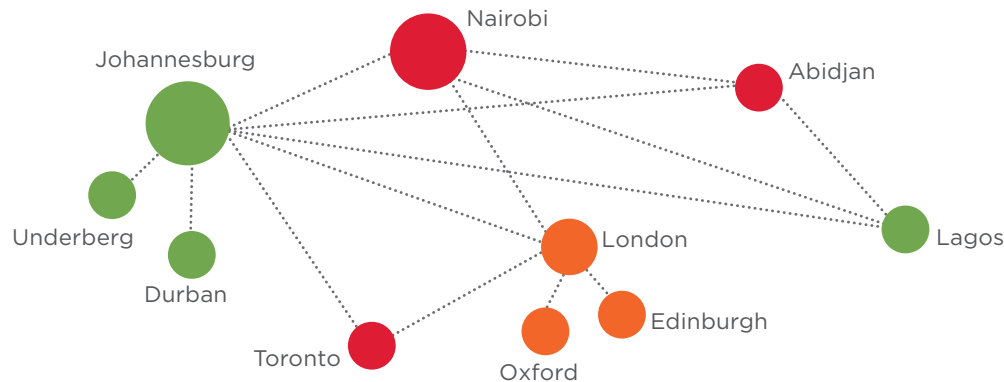 Nairobi
Johannesburg
Abidjan
Underberg
London
Lagos
Durban
Edinburgh
Toronto
Oxford